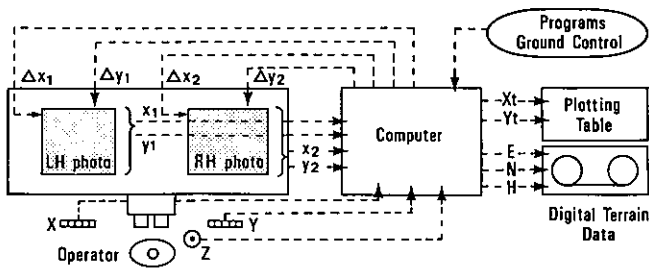 Programs
Ground Control
Δx1
Δy1
Δx2
Δy2
x1
y1
x2
y2
LH photo
RH photo
Computer
Xt
Yt
Plotting
Table
E
N
H
Digital Terrain
Data
X
Y
Z
Operator